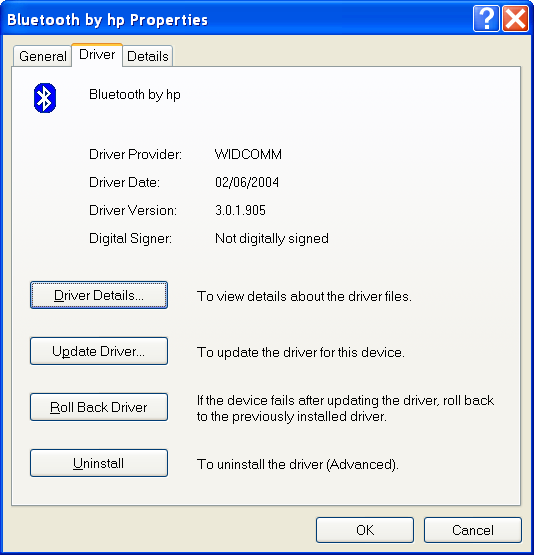 Bluetooth by hp Properties
General Driver Details
Bluetooth by hp
Driver Provider: WIDCOMM
Driver Date: 02/06/2004
Driver Version: 3.0.1.905
Digital Signer: Not digitally signed
Driver Details... To view details about the driver files.
Update Driver... To update the driver for this device.
Roll Back Driver If the device fails after updating the driver, roll back
to the previously installed driver.
Uninstall To uninstall the driver (Advanced).
OK Cancel